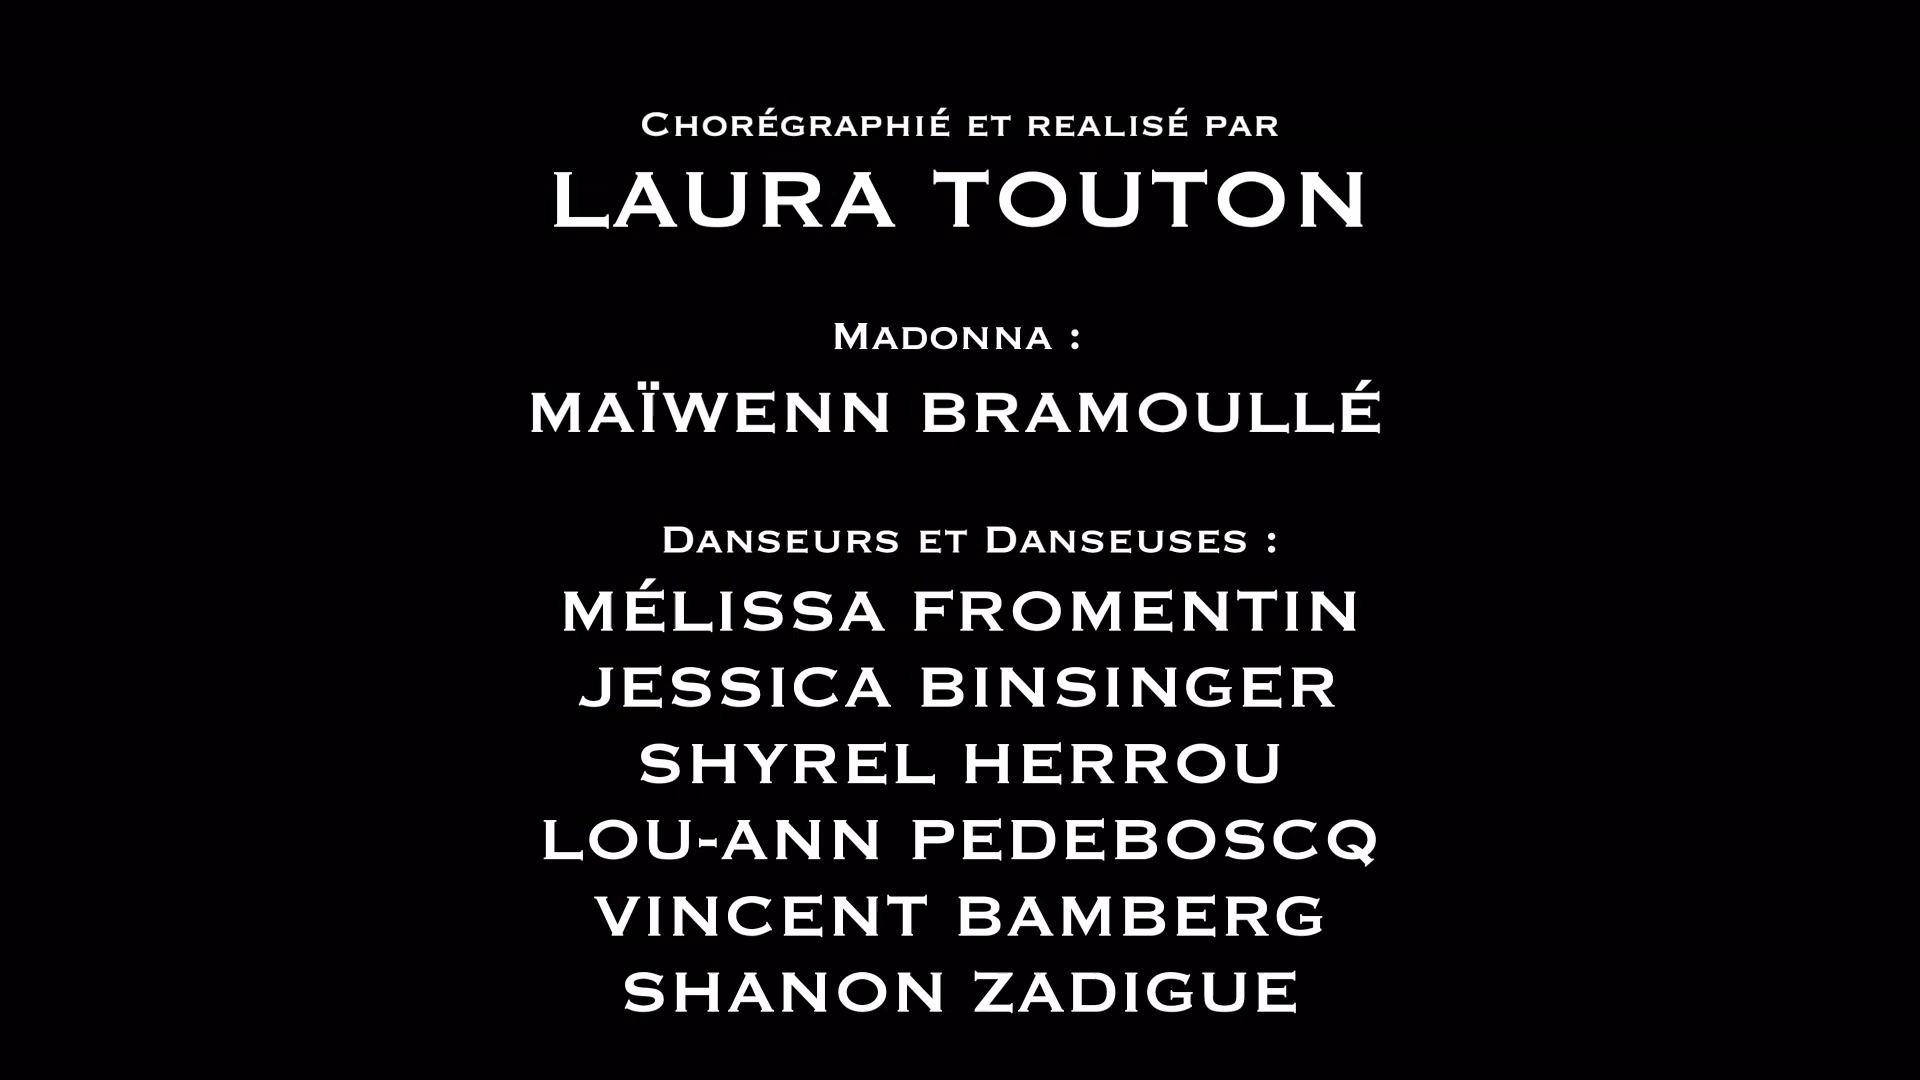 Chorégraphié et realisé par
LAURA TOUTON
Madonna :
MAÏWENN BRAMOULLÉ
Danseurs et Danseuses :
MÉLISSA FROMENTIN
JESSICA BINSINGER
SHYREL HERROU
LOU-ANN PEDEBOSCQ
VINCENT BAMBERG
SHANON ZADIGUE